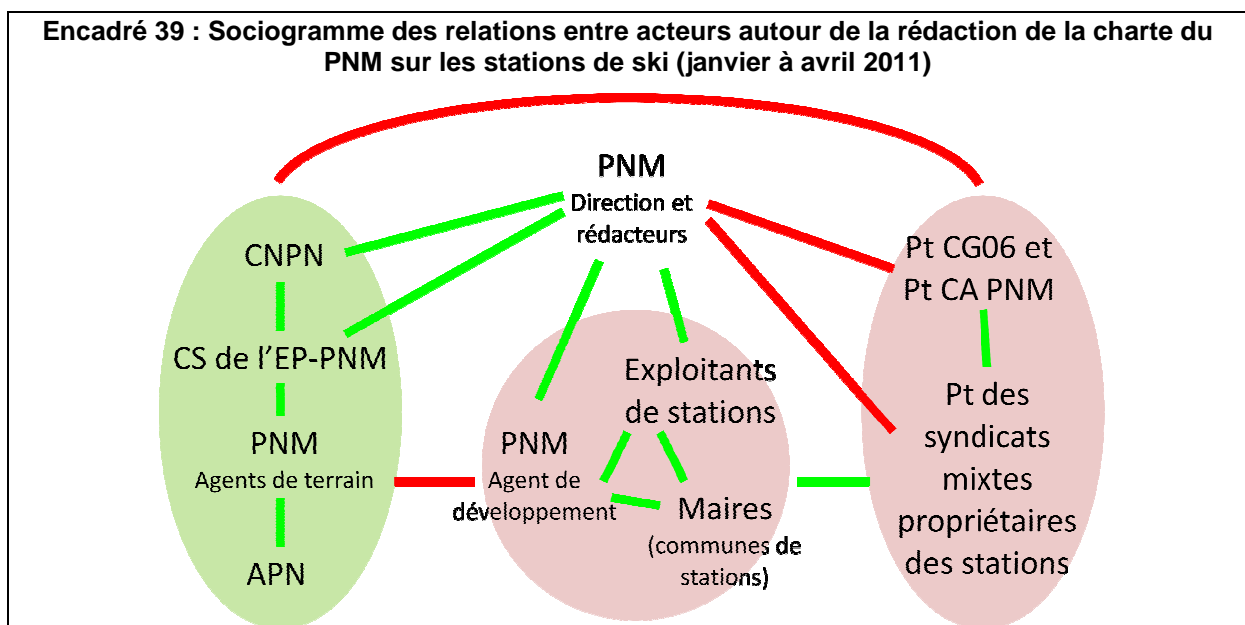 Encadré 39 : Sociogramme des relations entre acteurs autour de la rédaction de la charte du
PNM sur les stations de ski (janvier à avril 2011)
PNM
Direction et
rédacteurs
CNPN
CS de l'EP-PNM
PNM
Agents de terrain
APN
Exploitants
de stations
PNM
Agent de
développement
Maires
(communes de
stations)
Pt CG06 et
Pt CA PNM
Pt des
syndicats
mixtes
propriétaires
des stations